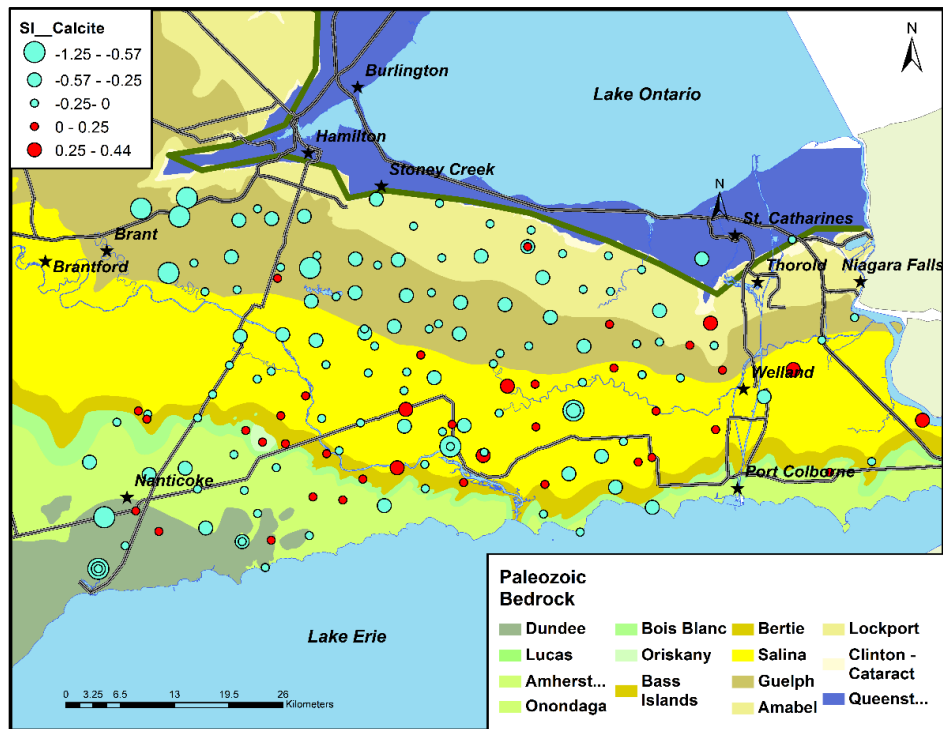 SI__Calcite
-1.25 - -0.57
-0.57 - -0.25
-0.25- 0
0 - 0.25
0.25 - 0.44
N
Burlington
Lake Ontario
Hamilton
Stoney Creek
N
St. Catharines
Brant
Brantford
Thorold
Niagara Falls
Welland
Nanticoke
Port Colborne
Lake Erie
0 3.25 6.5 13 19.5 26
Kilometers
Paleozoic
Bedrock
Dundee
Lucas
Amherst...
Onondaga
Bois Blanc
Oriskany
Bass
Islands
Bertie
Salina
Guelph
Amabel
Lockport
Clinton -
Cataract
Queenst...